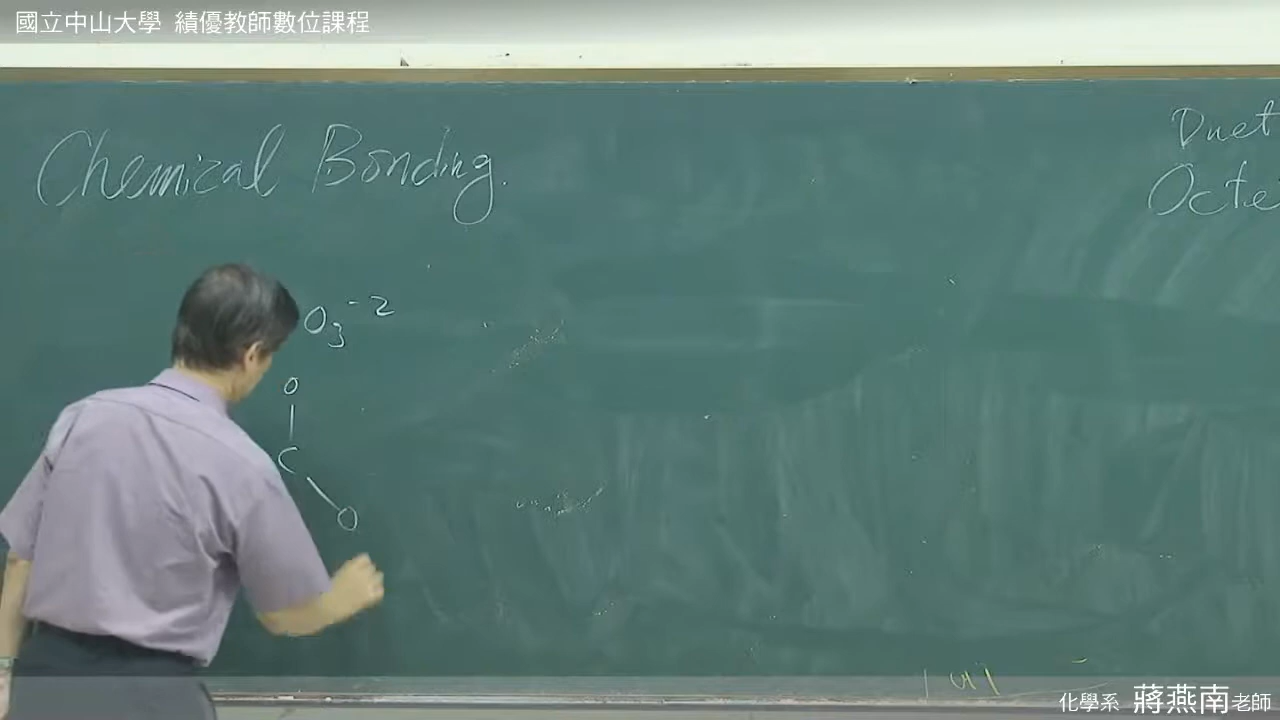 國立中山大學 績優教師數位課程
Chemical Bonding.
Duet
Octe
O3-2
O
C
O
化學系 蔣燕南老師